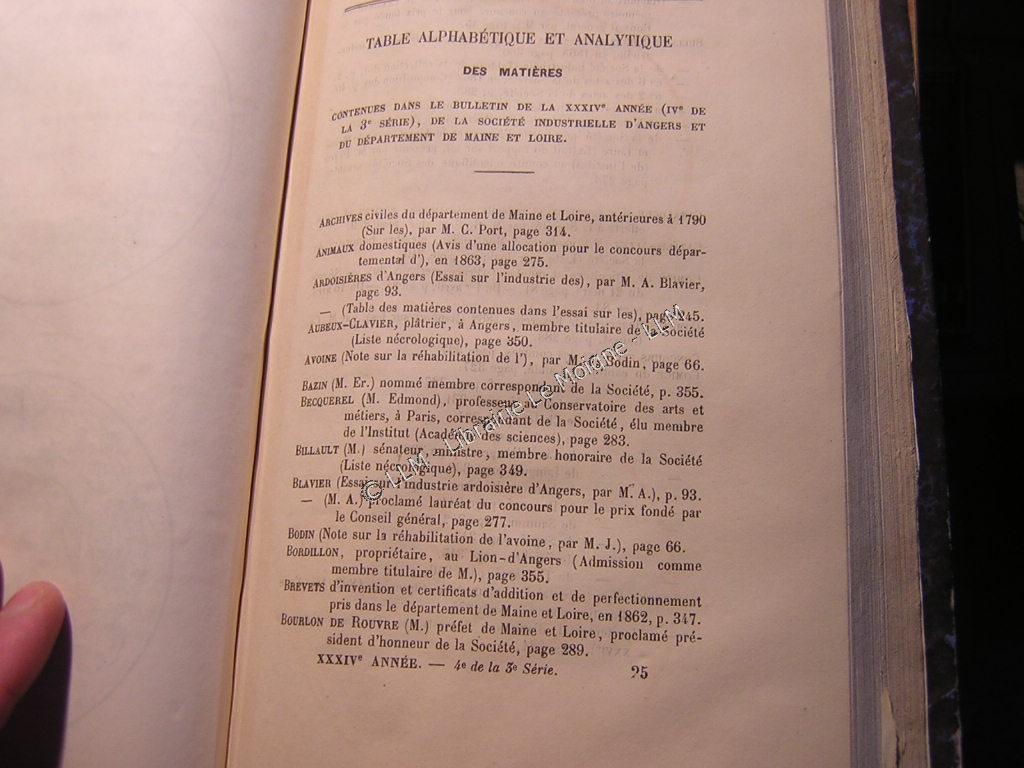 TABLE ALPHABÉTIQUE ET ANALYTIQUE
DES MATIÈRES
CONTENUES DANS LE BULLETIN DE LA XXXIVe ANNÉE (IVe DE
LA 3e SÉRIE), DE LA SOCIÉTÉ INDUSTRIELLE D'ANGERS ET
DU DÉPARTEMENT DE MAINE ET LOIRE.
ARCHIVES civiles du département de Maine et Loire, antérieures à 1790
(Sur les), par M. C. Port, page 314.
ANIMAUX domestiques (Avis d'une allocation pour le concours dépar-
temental d'), en 1863, page 275.
ARDOISIÈRES d'Angers (Essai sur l'industrie des), par M. A. Blavier,
page 93.
— (Table des matières contenues dans l'essai sur les), page 245.
AUBEUX-CLAVIER, plâtrier, à Angers, membre titulaire de la Société
(Liste nécrologique), page 350.
AVOINE (Note sur la réhabilitation de l'), par M. J. Bodin, page 66.
BAZIN (M. Er.) nommé membre correspondant de la Société, p. 355.
BECQUEREL (M. Edmond), professeur au Conservatoire des arts et
métiers, à Paris, correspondant de la Société, élu membre
de l'Institut (Académie des sciences), page 283.
BILLAULT (M.) sénateur, ministre, membre honoraire de la Société
(Liste nécrologique), page 349.
BLAVIER (Essai sur l'industrie ardoisière d'Angers, par M. A.), p. 93.
— (M. A.) proclamé lauréat du concours pour le prix fondé par
le Conseil général, page 277.
BODIN (Note sur la réhabilitation de l'avoine, par M. J.), page 66.
BORDILLON, propriétaire, au Lion-d'Angers (Admission comme
membre titulaire de M.), page 355.
BREVETS d'invention et certificats d'addition et de perfectionnement
pris dans le département de Maine et Loire, en 1862, p. 347.
BOURLON DE ROUVRE (M.) préfet de Maine et Loire, proclamé pré-
sident d'honneur de la Société, page 289.
XXXIVe ANNÉE. — 4e de la 3e Série. 25
© LLM - Librairie Le Moigne - LLM